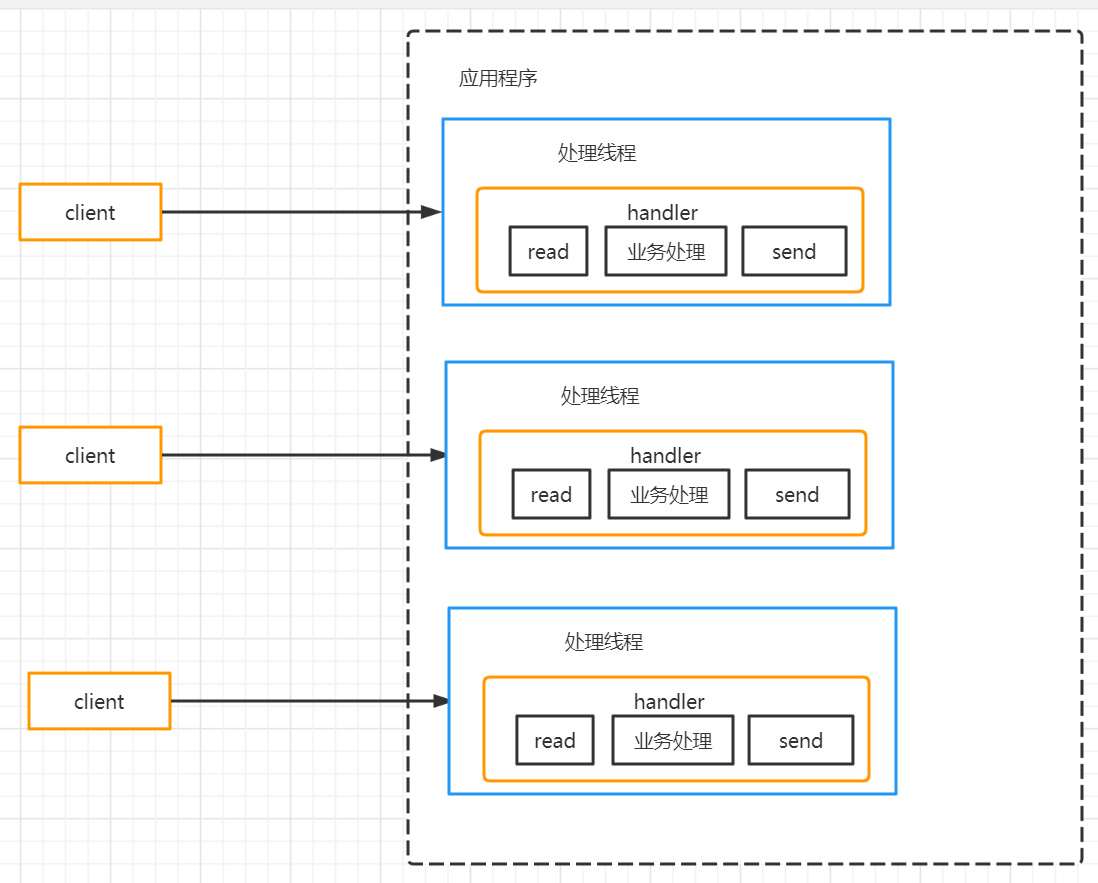 应用程序
处理线程
client
handler
read 业务处理 send
处理线程
client
handler
read 业务处理 send
处理线程
client
handler
read 业务处理 send